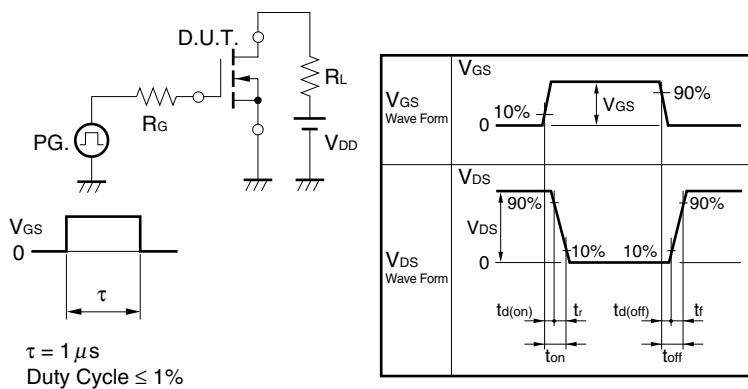 D.U.T.
RL
RG
PG.
VDD
VGS
0
τ
τ = 1 μs
Duty Cycle ≤ 1%
VGS
Wave Form
VGS
10%
VGS
90%
0
VDS
Wave Form
VDS
90%
VDS
10%
10%
90%
0
td(on)
tr
td(off)
tf
ton
toff